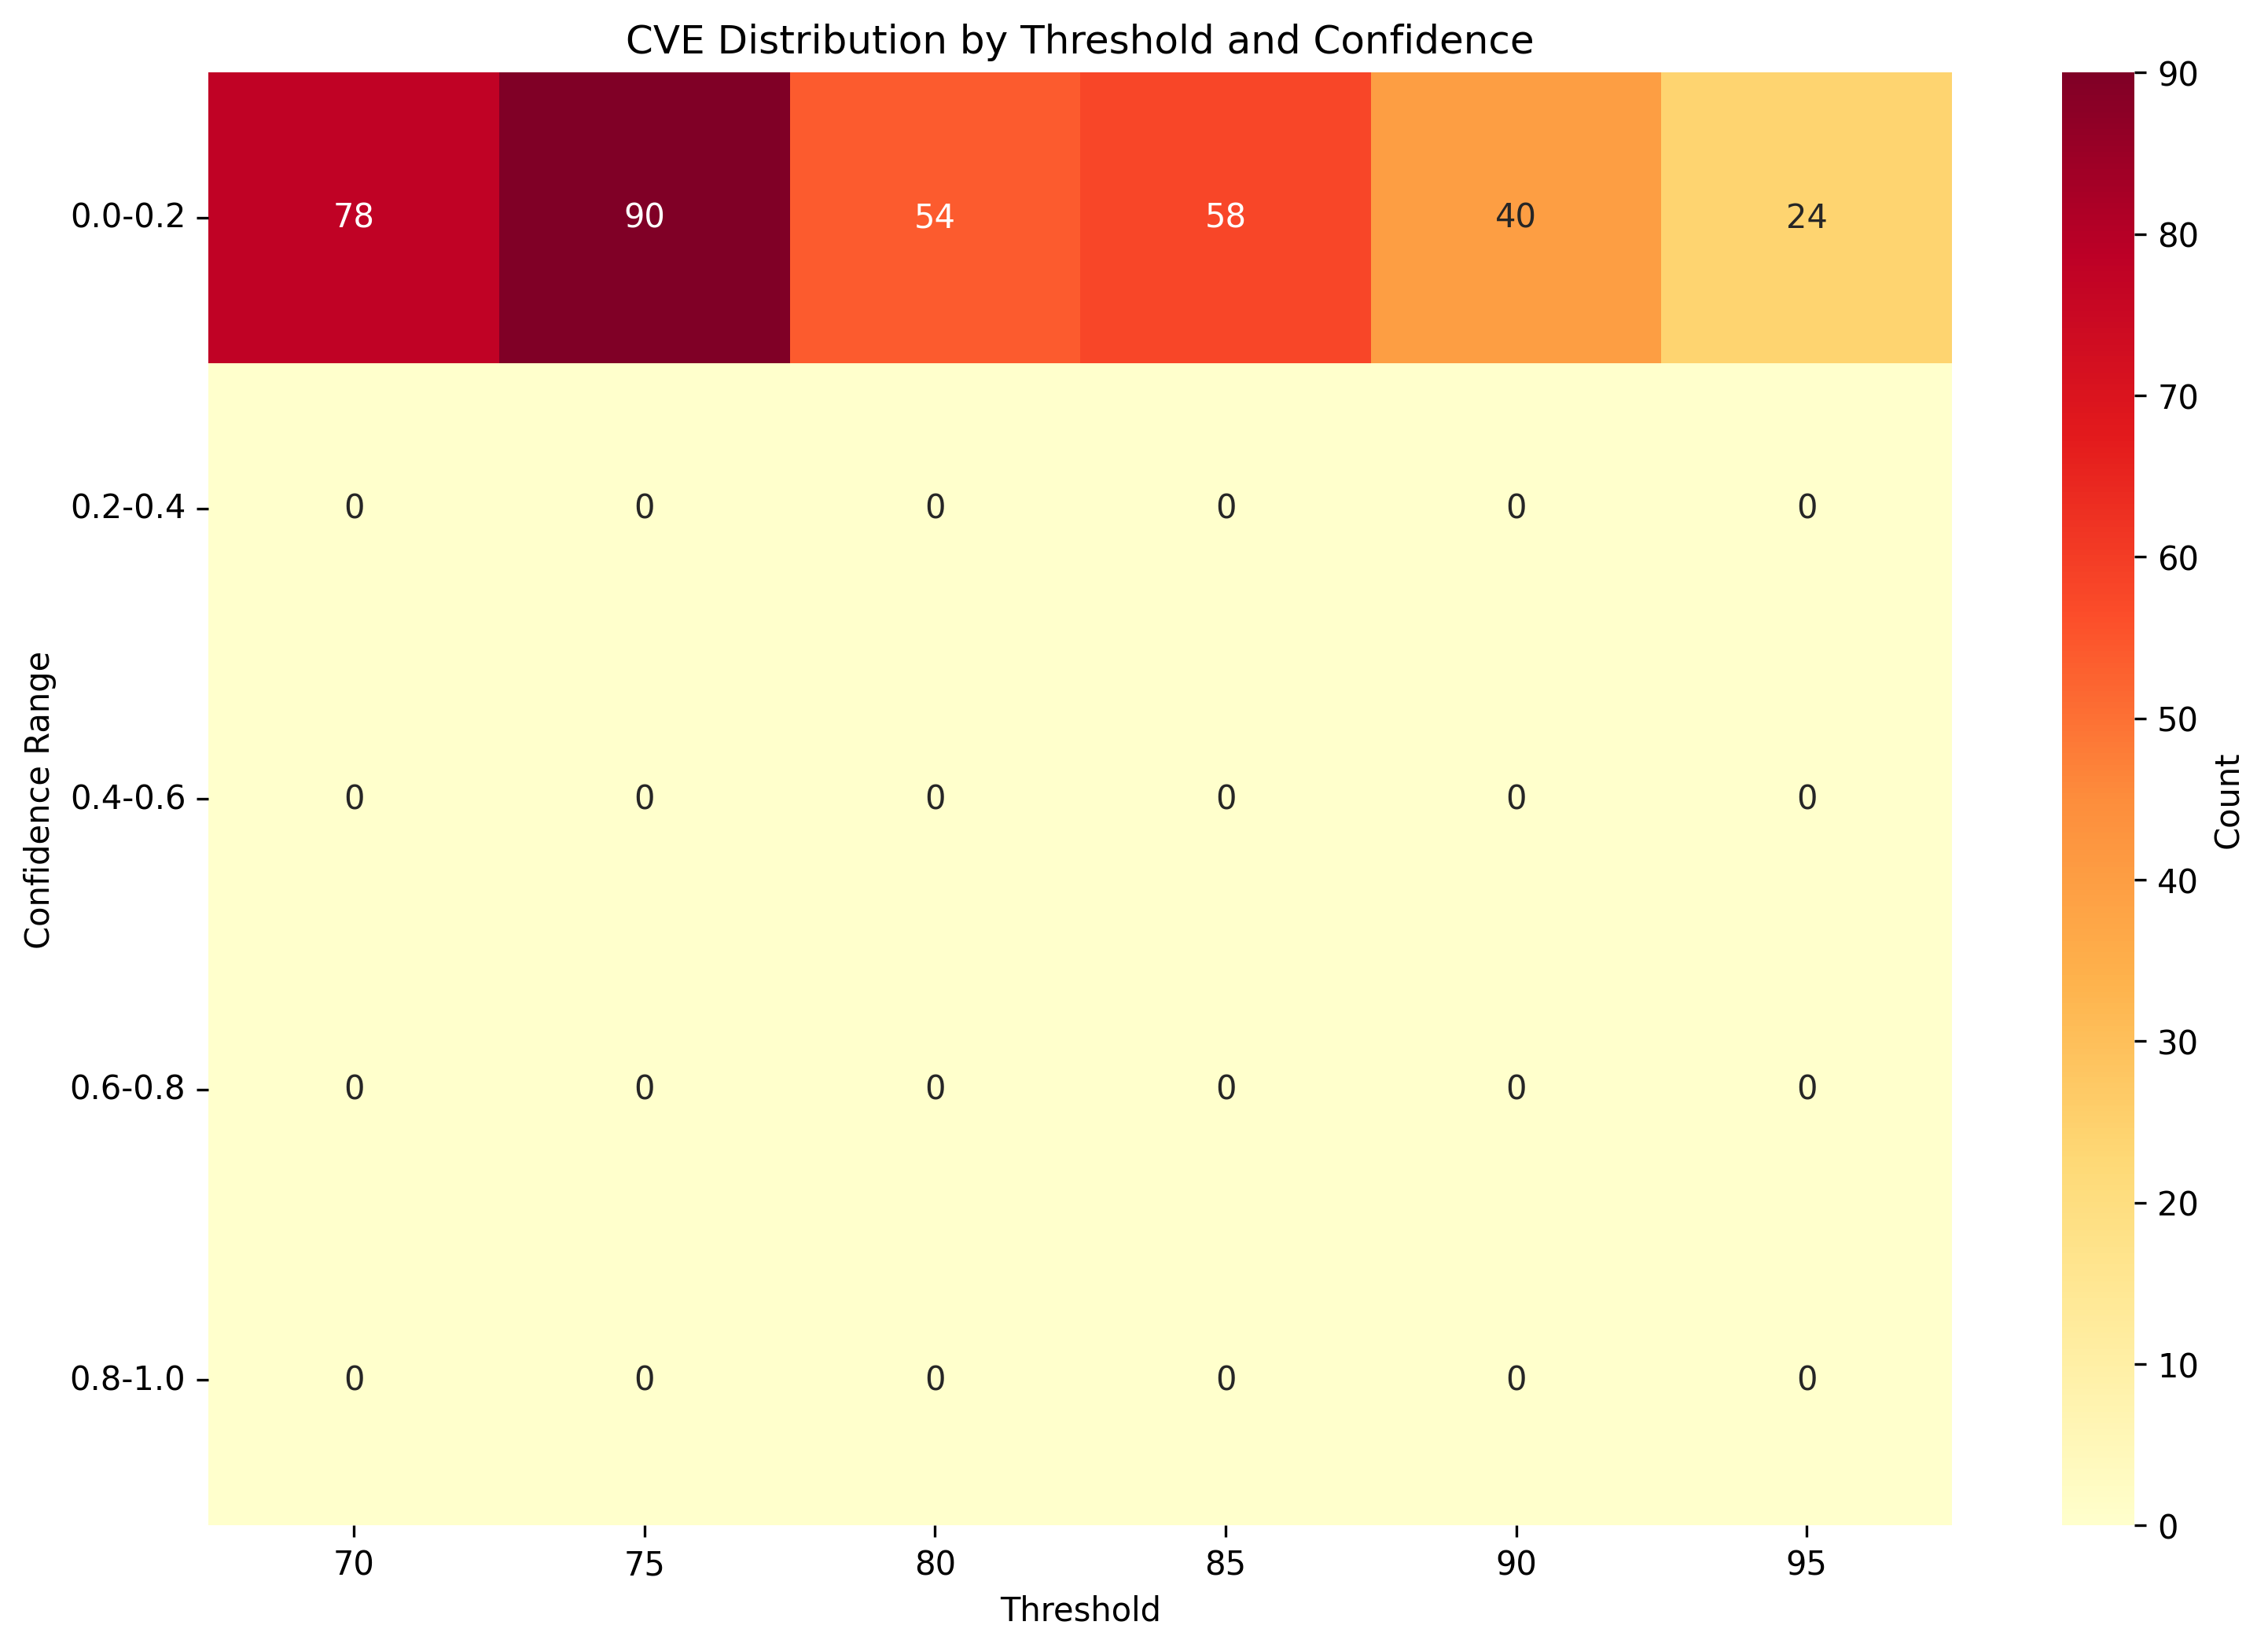 CVE Distribution by Threshold and Confidence
0.0-0.2 78 90 54 58 40 24
0.2-0.4 0 0 0 0 0 0
0.4-0.6 0 0 0 0 0 0
0.6-0.8 0 0 0 0 0 0
0.8-1.0 0 0 0 0 0 0
70 75 80 85 90 95
Threshold
Confidence Range
90
80
70
60
50
40
30
20
10
0
Count